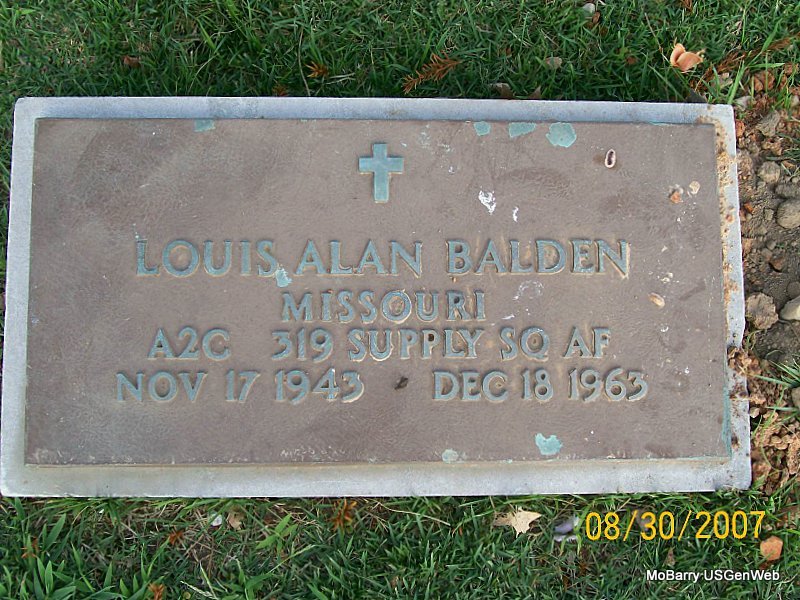 LOUIS ALAN BALDEN
MISSOURI
A2C 319 SUPPLY SQ AF
NOV 17 1943 DEC 18 1963
08/30/2007
MoBarry USGenWeb